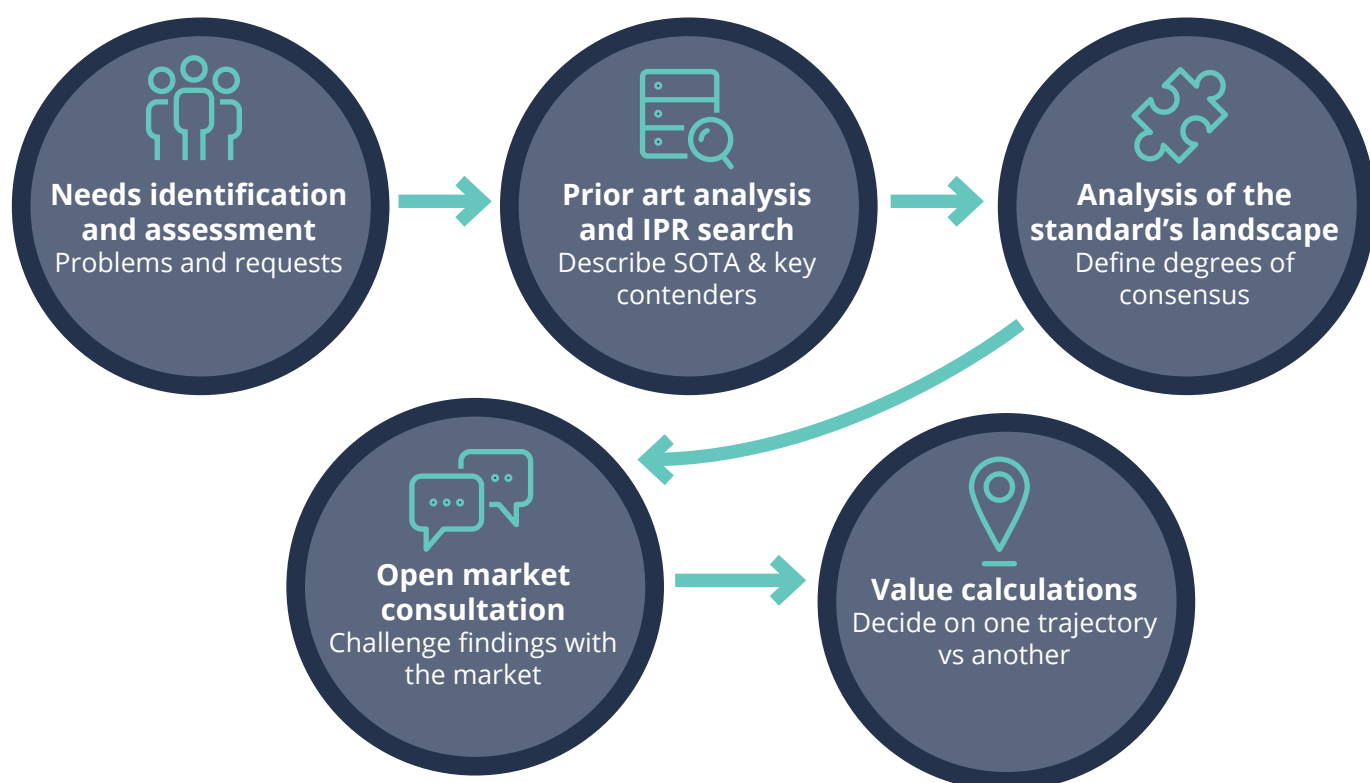 Needs identification
and assessment
Problems and requests
Prior art analysis
and IPR search
Describe SOTA & key
contenders
Analysis of the
standard’s landscape
Define degrees of
consensus
Open market
consultation
Challenge findings with
the market
Value calculations
Decide on one trajectory
vs another